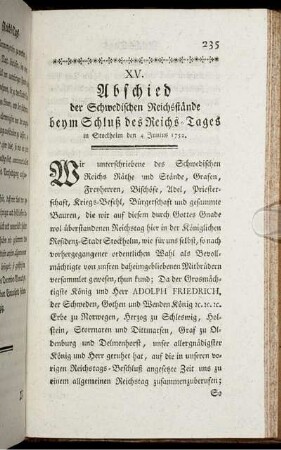 235
XV.
Abschied
der Schwedischen Reichsstände
beym Schluß des Reichs-Tages
in Stockholm den 4 Junius 1752.
Wir unterschriebene des Schwedischen
Reichs Räthe und Stände, Grafen,
Freyherren, Bischöfe, Adel, Priester-
schaft, Kriegs-Befehl, Bürgerschaft und gesammte
Bauren, die wir auf diesem durch Gottes Gnade
wol überstandenen Reichstag hier in der Königlichen
Residenz-Stadt Stockholm, wie für uns selbst, so nach
vorhergegangener ordentlichen Wahl als Bevoll-
mächtigte von unsren daheimgebliebenen Mitbrüdern
versammlet gewesen, thun kund; Da der Grosmäch-
tigste König und Herr ADOLPH FRIEDRICH,
der Schweden, Gothen und Wenden König ꝛc. ꝛc. ꝛc.
Erbe zu Norwegen, Herzog zu Schleswig, Hol-
stein, Stormaren und Dittmarsen, Graf zu Ol-
denburg und Delmenhorst, unser allergnädigster
König und Herr geruhet hat, auf die in unseren vo-
rigen Reichstags-Beschluß angesetzte Zeit uns zu
einem allgemeinen Reichstag zusammenzuberufen;
So